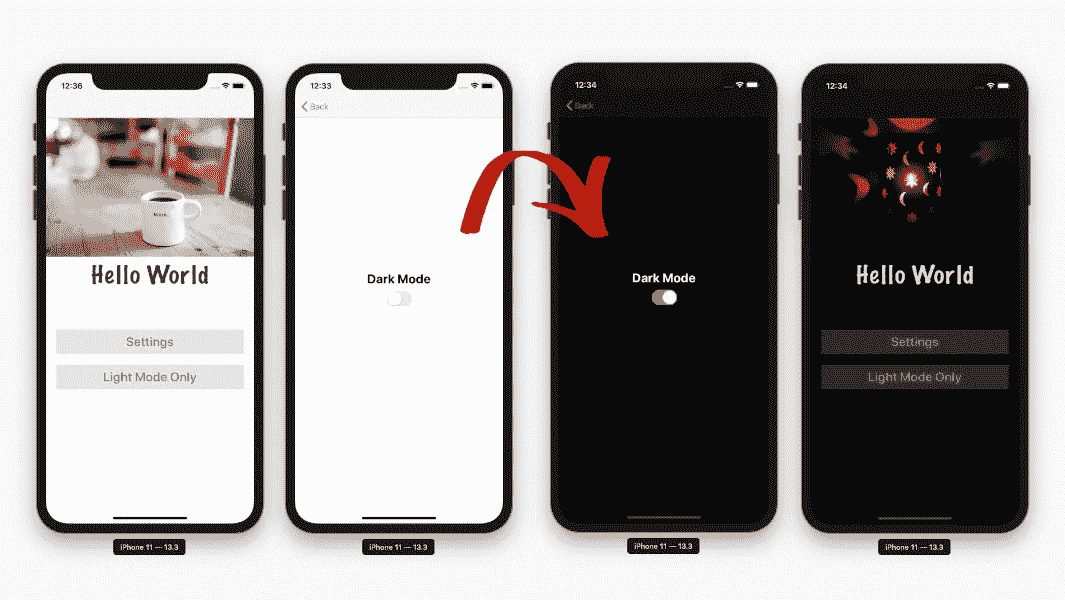 12:36
Hello World
Settings
Light Mode Only
iPhone 11 — 13.3
12:33
Back
Dark Mode
iPhone 11 — 13.3
12:34
Back
Dark Mode
iPhone 11 — 13.3
12:34
Hello World
Settings
Light Mode Only
iPhone 11 — 13.3